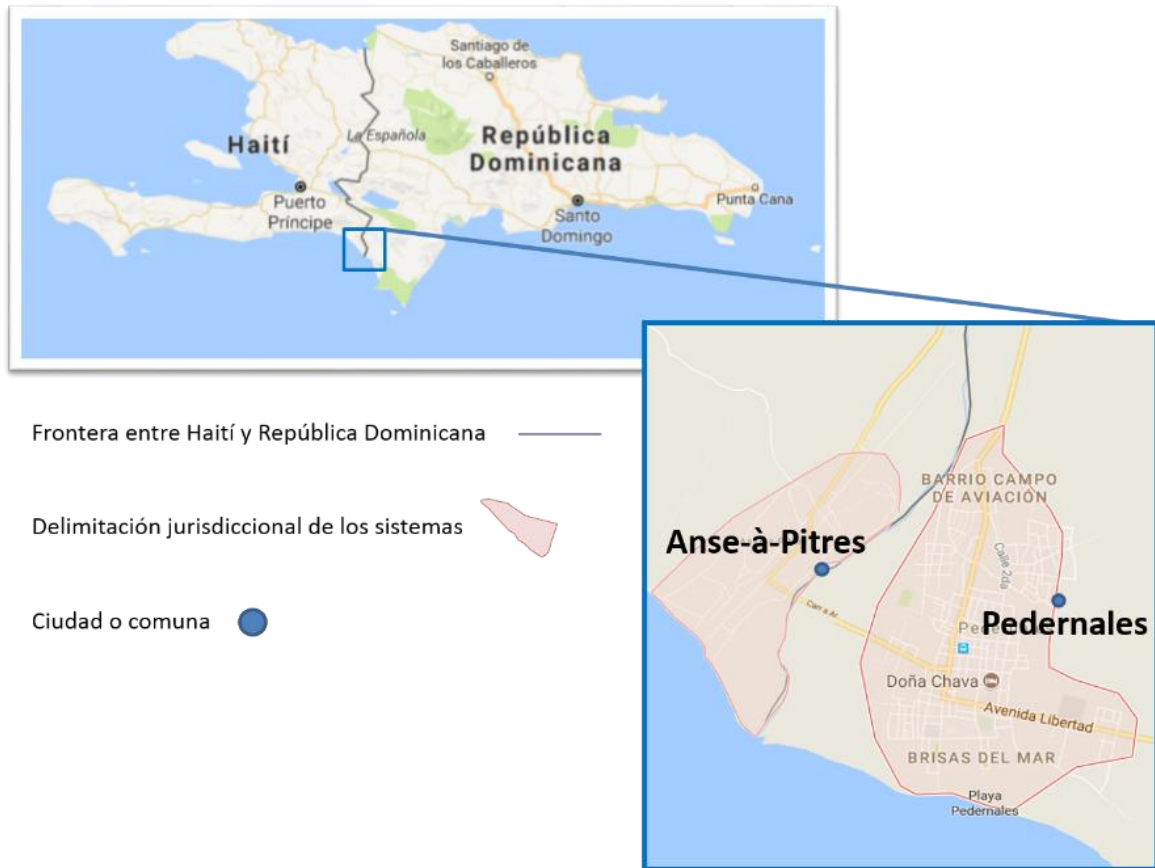 Santiago de
los Caballeros
Haití
La Española
República
Dominicana
Puerto
Príncipe
Santo
Domingo
Punta Cana
Frontera entre Haití y República Dominicana
Delimitación jurisdiccional de los sistemas
Ciudad o comuna
BARRIO CAMPO
DE AVIACIÓN
Anse-à-Pitres
Calle 2da
Pedernales
Doña Chava
Avenida Libertad
BRISAS DEL MAR
Playa
Pedernales